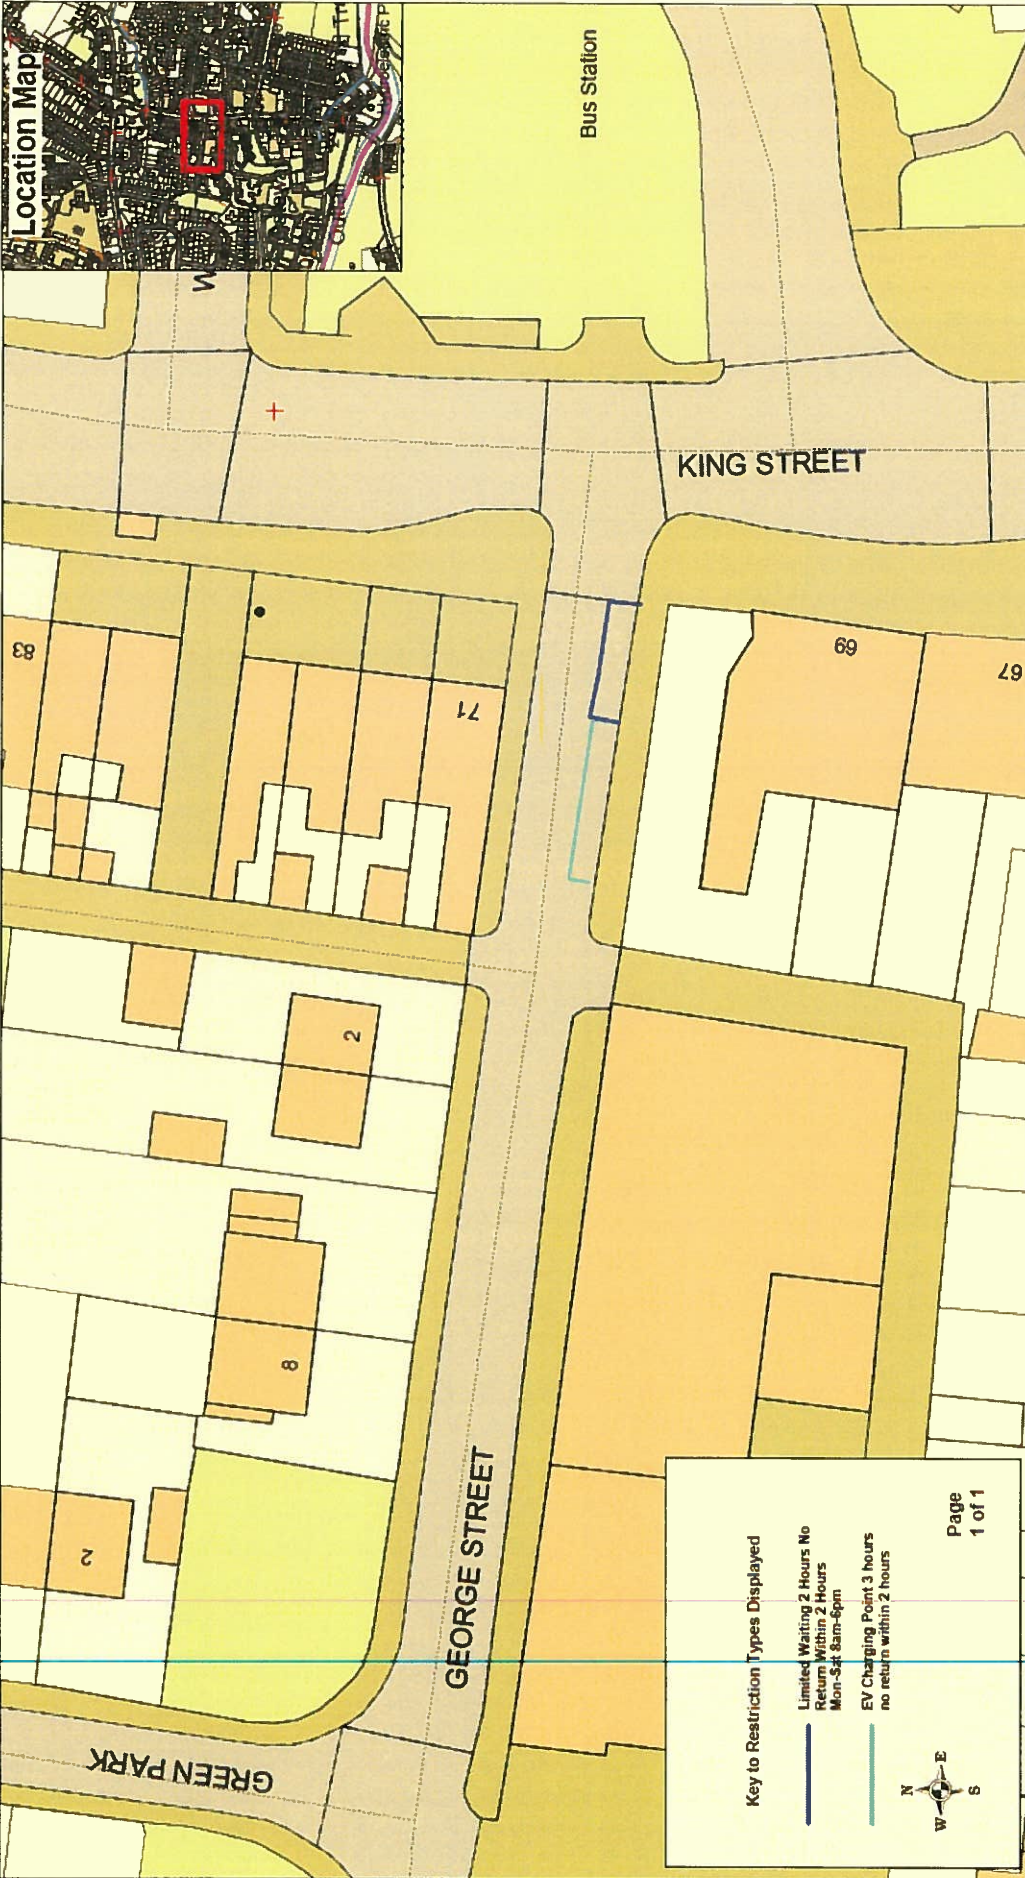 Location Map
Bus Station
KING STREET
83
71
69
67
2
8
2
GEORGE STREET
GREEN PARK
Key to Restriction Types Displayed
Limited Waiting 2 Hours No
Return Within 2 Hours
Mon-Sat 8am-6pm
EV Charging Point 3 hours
no return within 2 hours
N
W E
S
Page
1 of 1